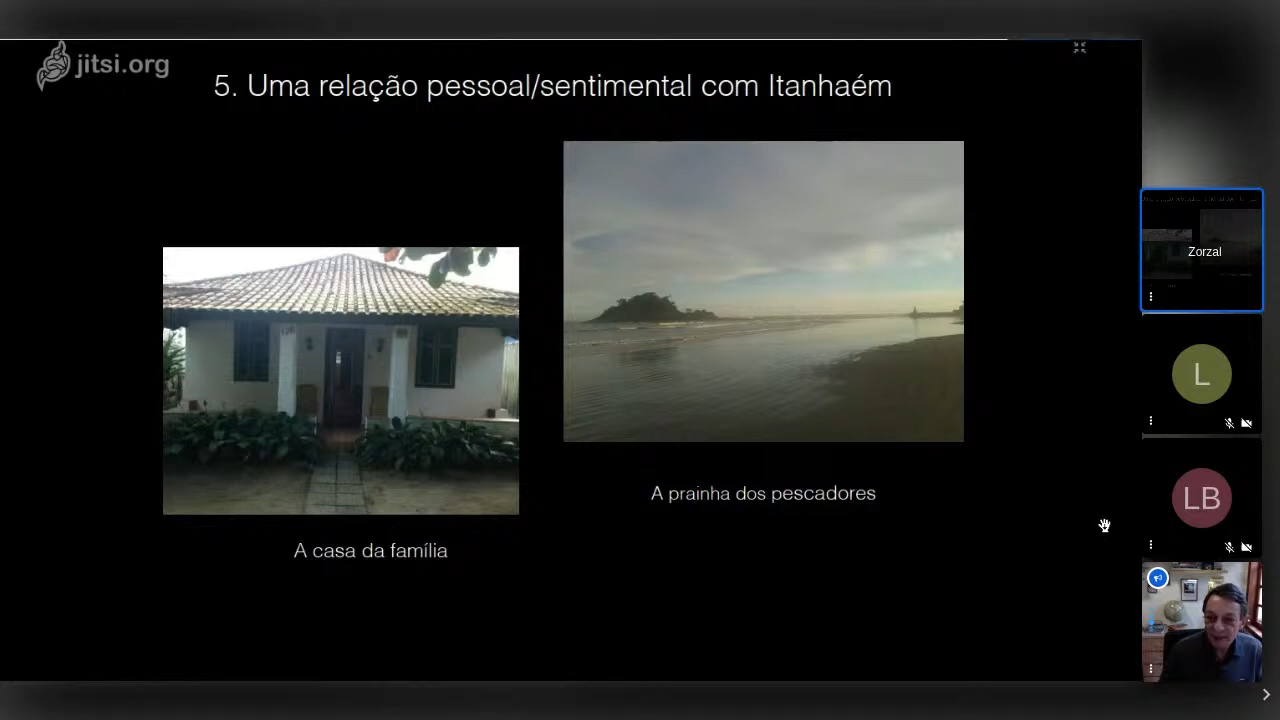 jitsi.org
5. Uma relação pessoal/sentimental com Itanhaém
A prainha dos pescadores
A casa da família
Zorzal
L
LB